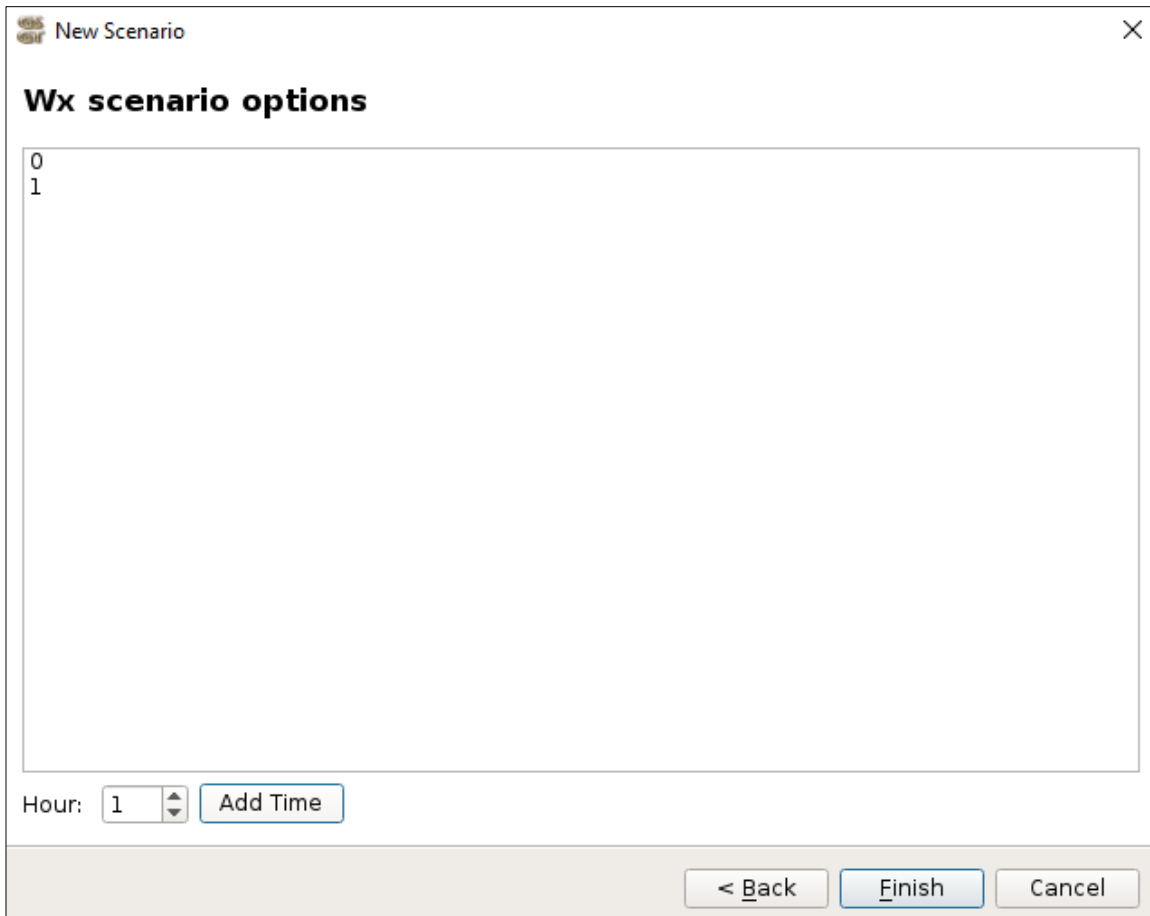 New Scenario
Wx scenario options
0
1
Hour: 1 Add Time
< Back Finish Cancel